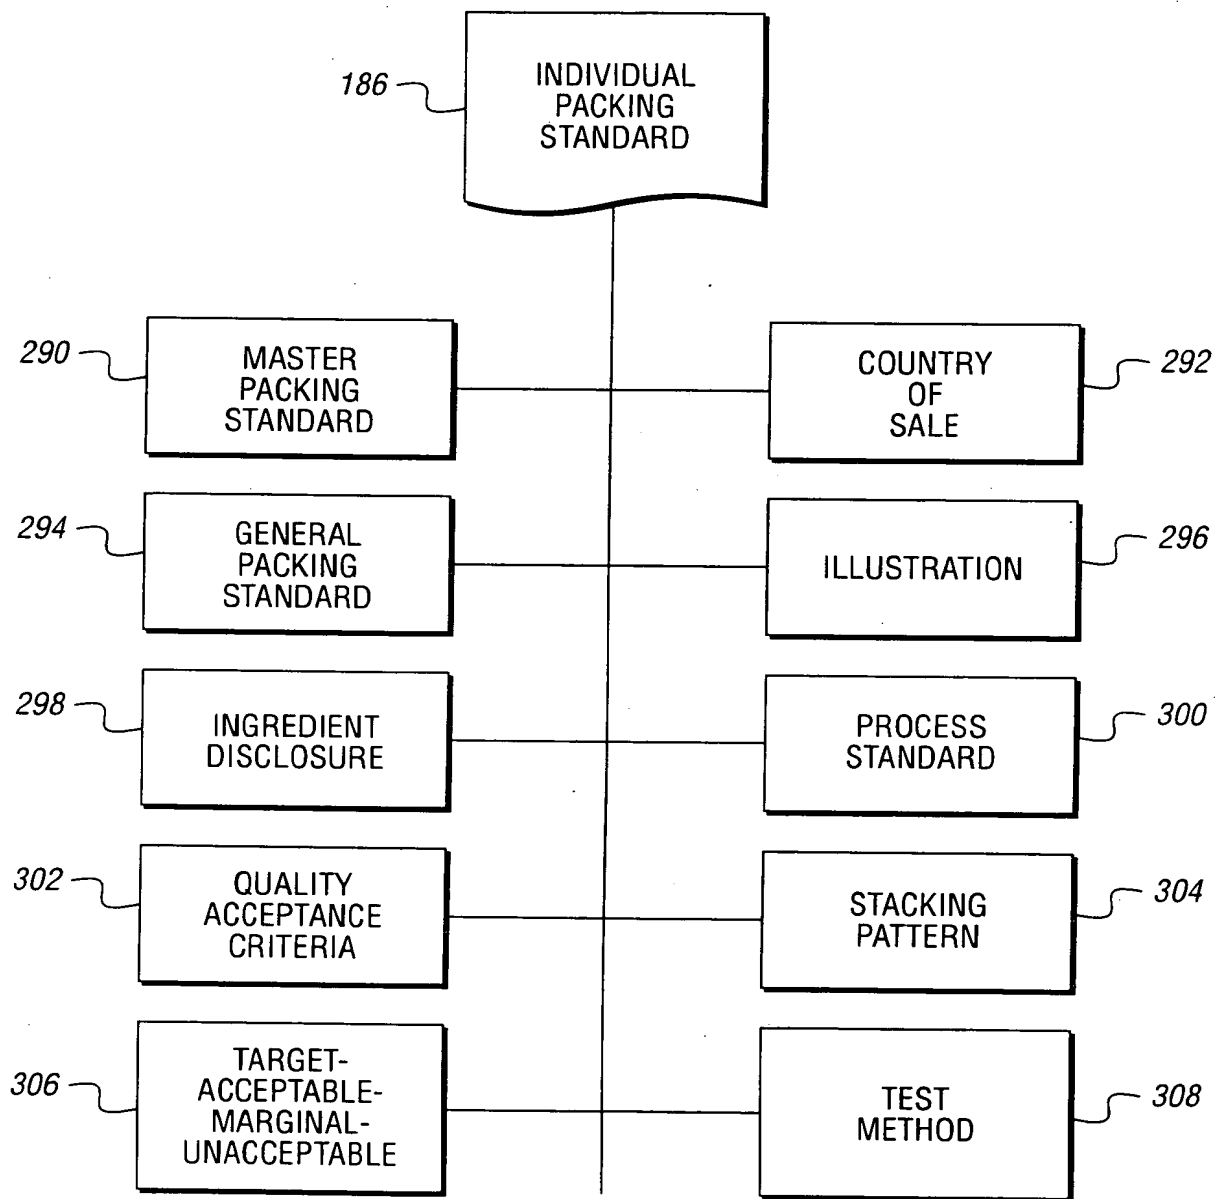 186
INDIVIDUAL
PACKING
STANDARD
290
MASTER
PACKING
STANDARD
COUNTRY
OF
SALE
292
294
GENERAL
PACKING
STANDARD
ILLUSTRATION
296
298
INGREDIENT
DISCLOSURE
PROCESS
STANDARD
300
302
QUALITY
ACCEPTANCE
CRITERIA
STACKING
PATTERN
304
306
TARGET-
ACCEPTABLE-
MARGINAL-
UNACCEPTABLE
TEST
METHOD
308